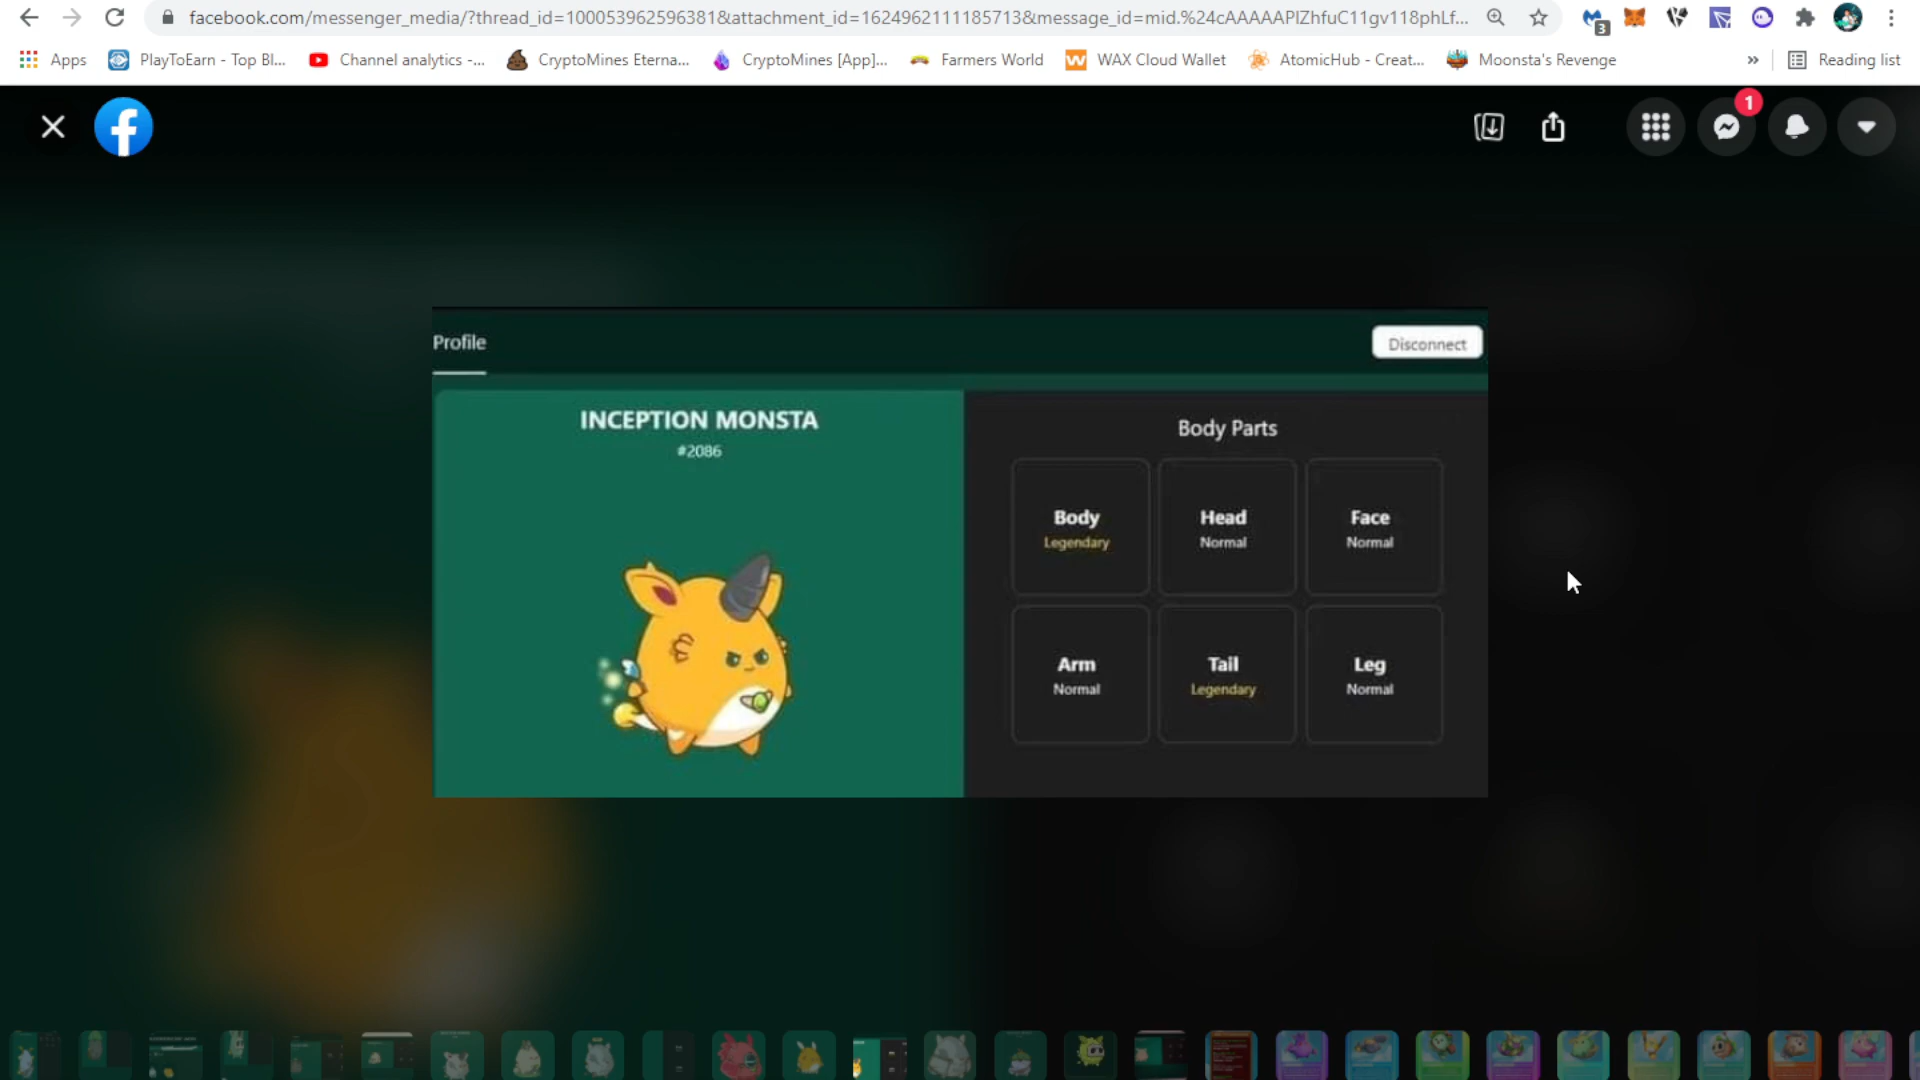 facebook.com/messenger_media/?thread_id=100053962596381&attachment_id=1624962111185713&message_id=mid.%24cAAAAAPIZhfuC11gv118phLf...
3
Apps
PlayToEarn - Top Bl...
Channel analytics -...
CryptoMines Eterna...
CryptoMines [App]...
Farmers World
WAX Cloud Wallet
AtomicHub - Creat...
Moonsta's Revenge
»
Reading list
1
Profile
Disconnect
INCEPTION MONSTA
#2086
Body Parts
Body
Legendary
Head
Normal
Face
Normal
Arm
Normal
Tail
Legendary
Leg
Normal